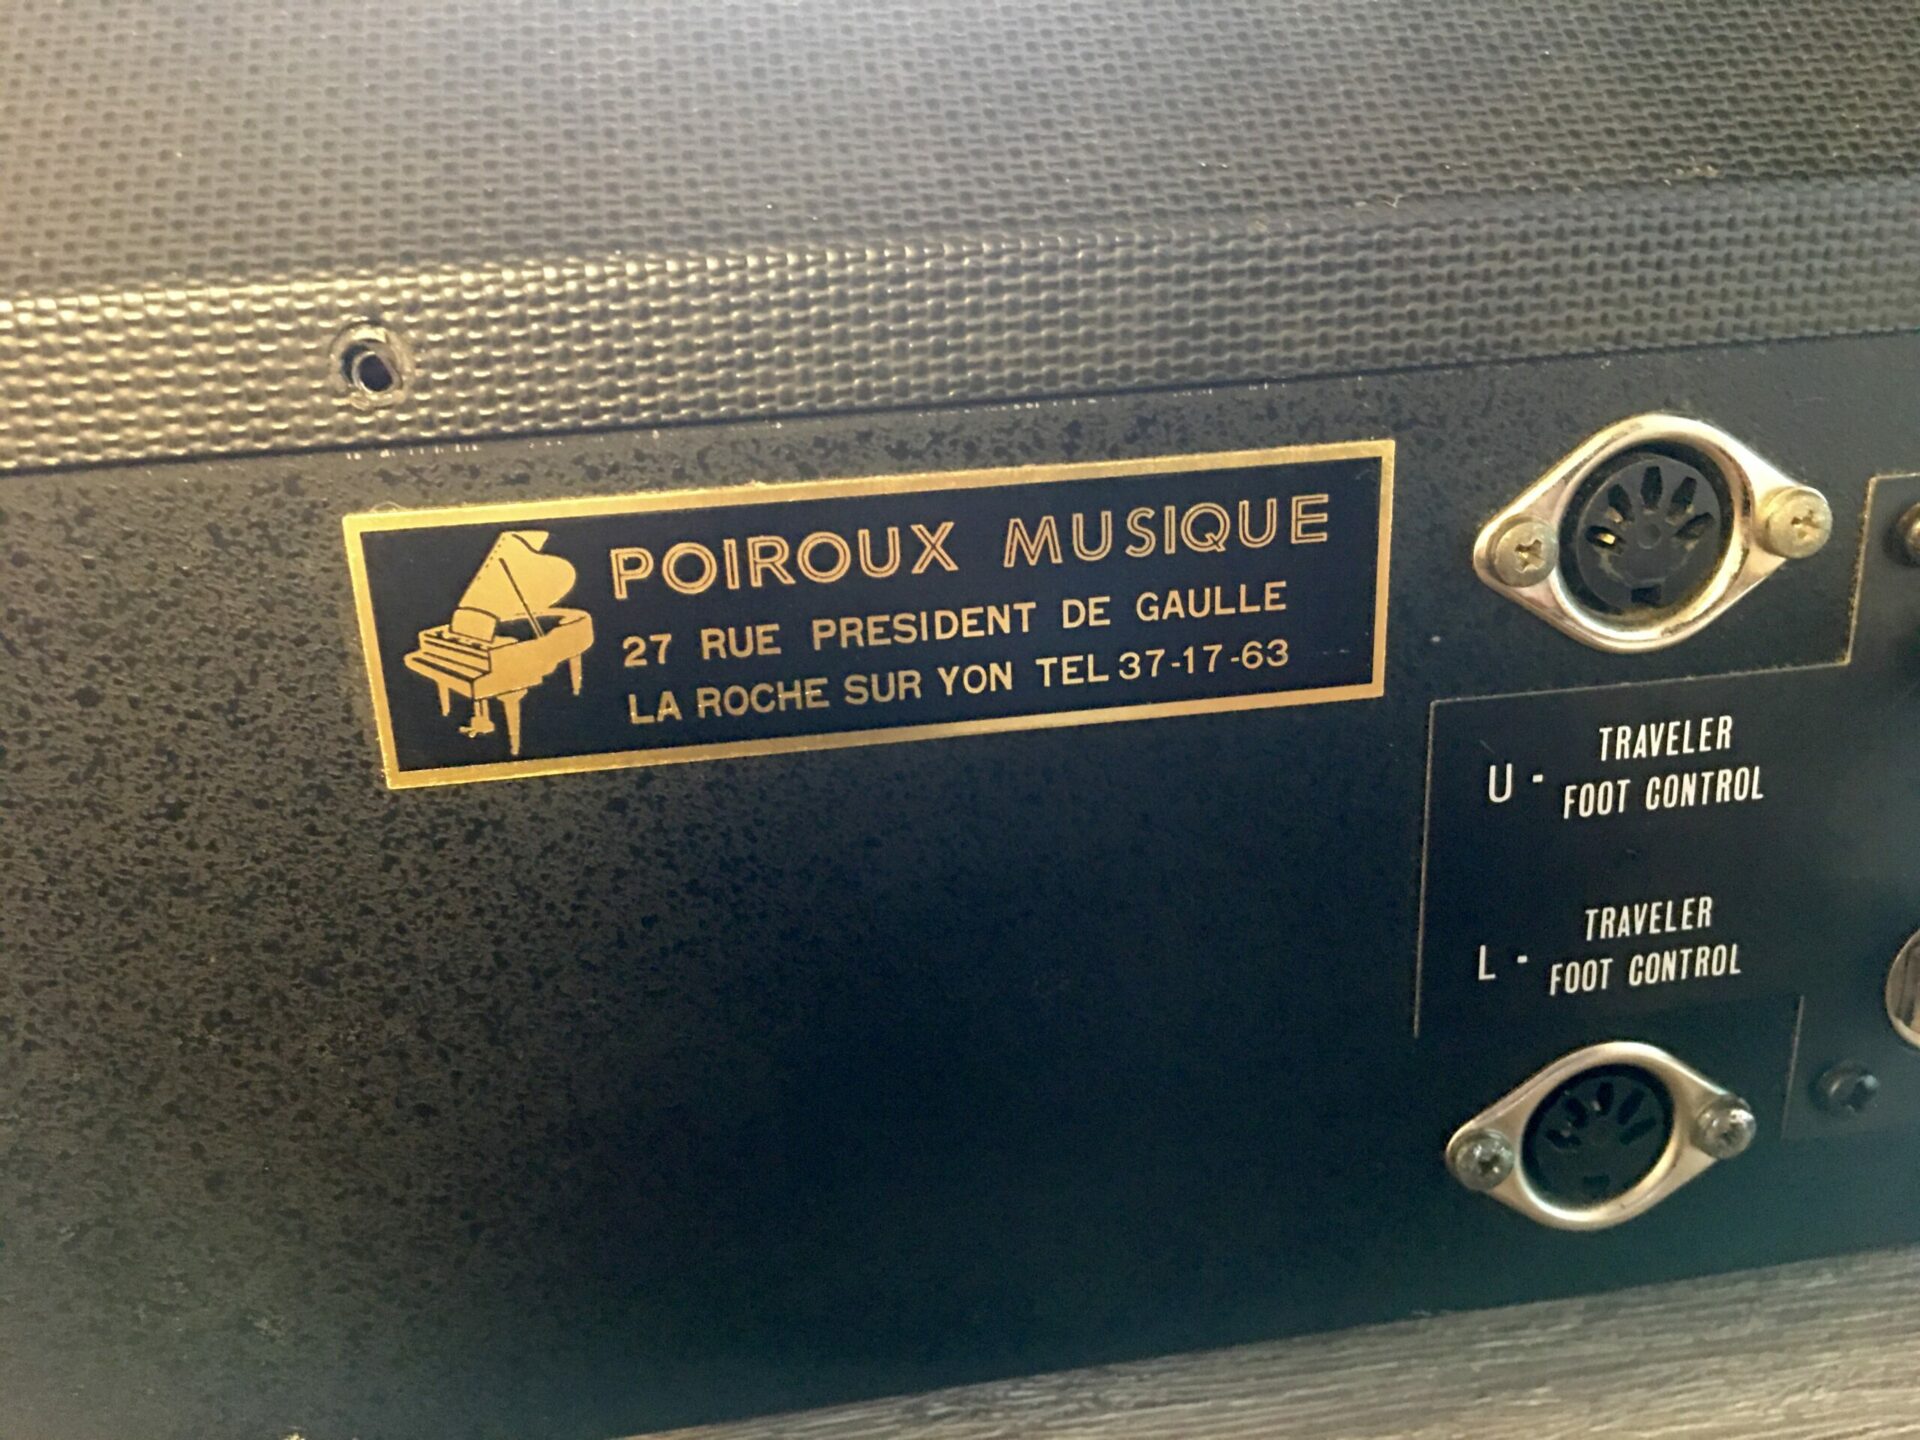 POIROUX MUSIQUE
27 RUE PRESIDENT DE GAULLE
LA ROCHE SUR YON TEL 37-17-63
U - TRAVELER
FOOT CONTROL
L - TRAVELER
FOOT CONTROL